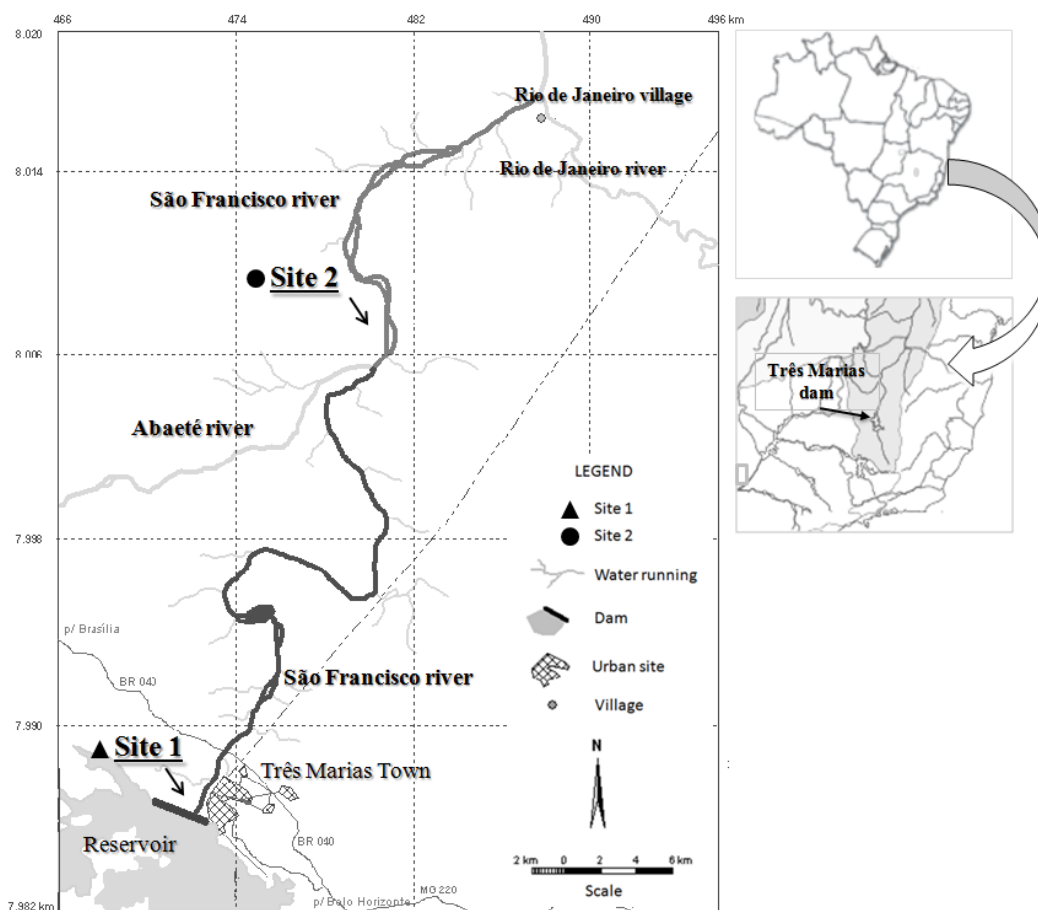 466
474
482
490
496 km
8.020
Rio de Janeiro village
8.014
Rio de Janeiro river
São Francisco river
Site 2
8.006
Abaeté river
Três Marias
dam
LEGEND
Site 1
Site 2
7.998
Water running
Dam
p/ Brasília
Urban site
São Francisco river
BR 040
Village
7.990
N
Site 1
Três Marias Town
:
Reservoir
BR 040
2 km 0 2 4 6 km
Scale
MG 220
p/ Belo Horizonte
7.982 km